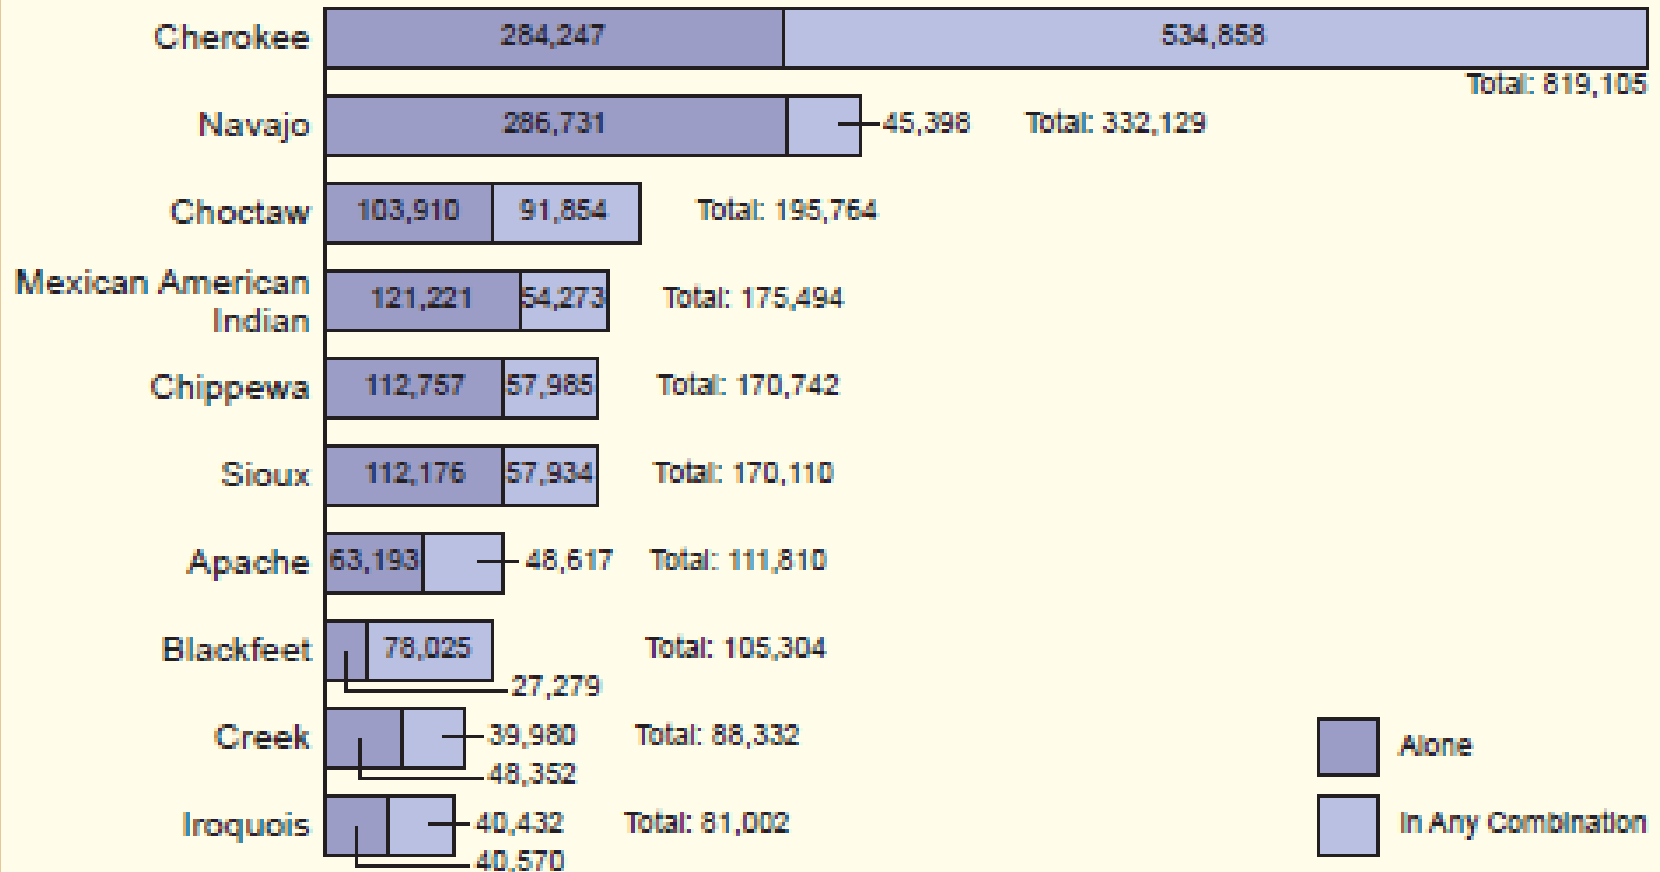 Cherokee 284,247 534,858
Total: 819,105
Navajo 286,731 45,398 Total: 332,129
Choctaw 103,910 91,854 Total: 195,764
Mexican American
Indian 121,221 54,273 Total: 175,494
Chippewa 112,757 57,985 Total: 170,742
Sioux 112,176 57,934 Total: 170,110
Apache 63,193 48,617 Total: 111,810
Blackfeet 78,025 Total: 105,304
27,279
Creek 39,980 Total: 88,332
48,352
Iroquois 40,432 Total: 81,002
40,570
Alone
In Any Combination